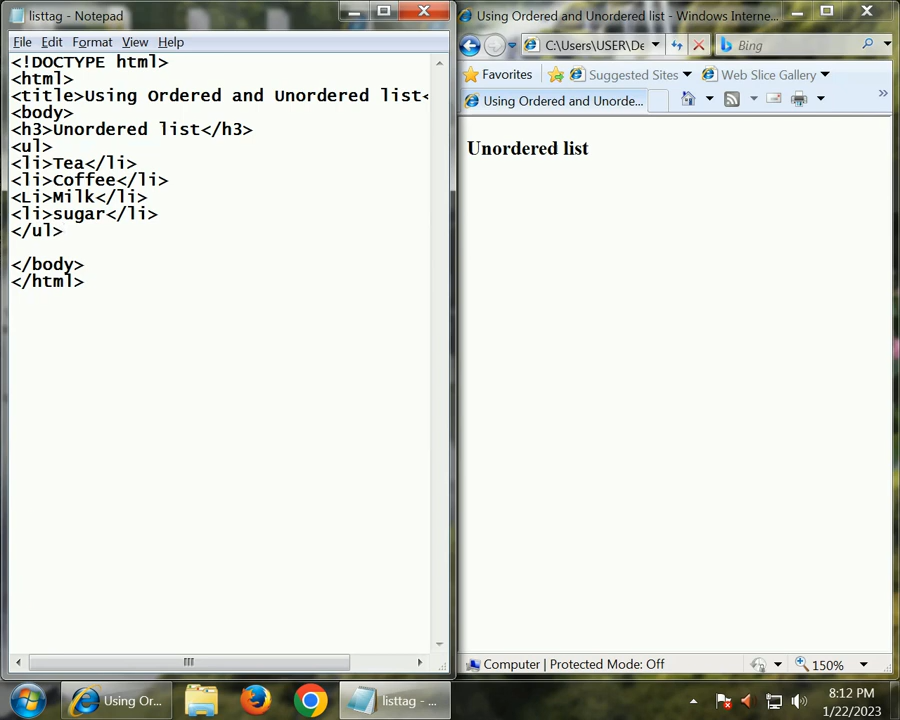 listtag - Notepad
File Edit Format View Help
<!DOCTYPE html>
<html>
<title>Using Ordered and Unordered list<
<body>
<h3>Unordered list</h3>
<ul>
<li>Tea</li>
<li>Coffee</li>
<Li>Milk</li>
<li>sugar</li>
</ul>
</body>
</html>
Using Ordered and Unordered list - Windows Interne...
C:\Users\USER\De
Bing
Favorites Suggested Sites Web Slice Gallery
Using Ordered and Unorde...
Unordered list
Computer | Protected Mode: Off 150%
Using Or... listtag - ... 8:12 PM
1/22/2023